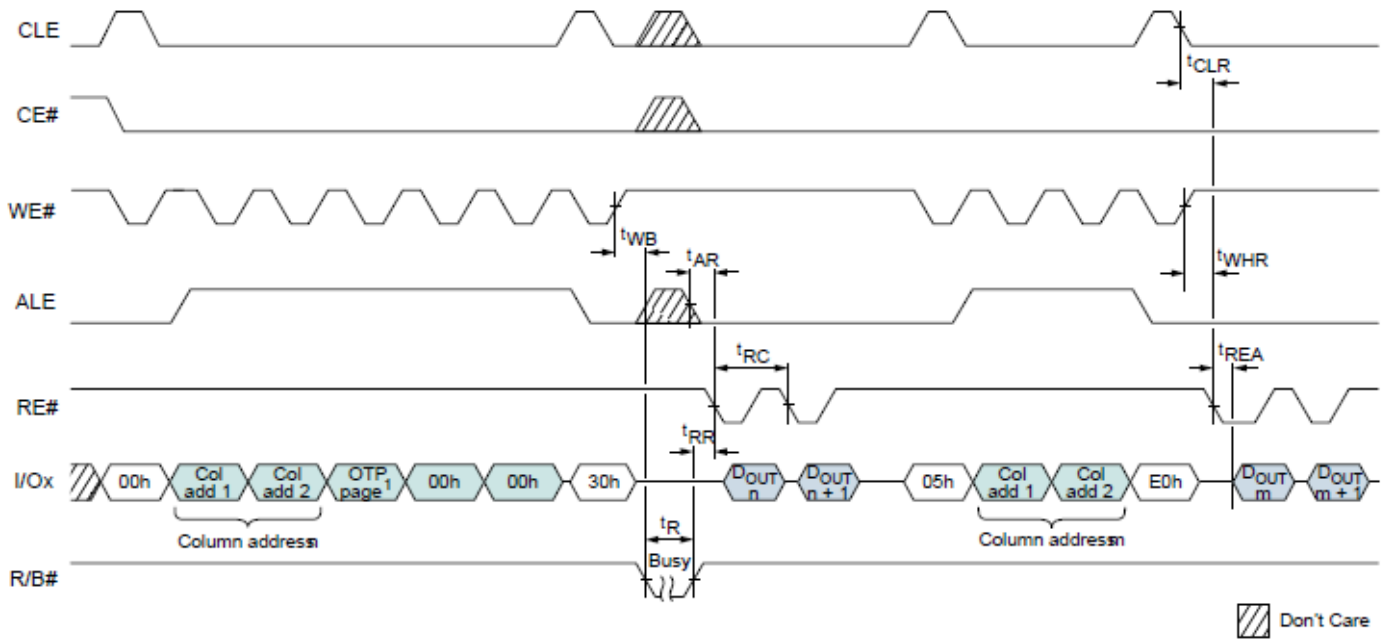 CLE
tCLR
CE#
WE#
tWB
tAR
tWHR
ALE
tRC
tREA
RE#
tRR
I/Ox
00h
Col add 1
Col add 2
OTP page1
00h
00h
30h
DOUT n
DOUT n + 1
05h
Col add 1
Col add 2
E0h
DOUT m
DOUT m + 1
Column address n
tR
Column address m
R/B#
Busy
Don't Care